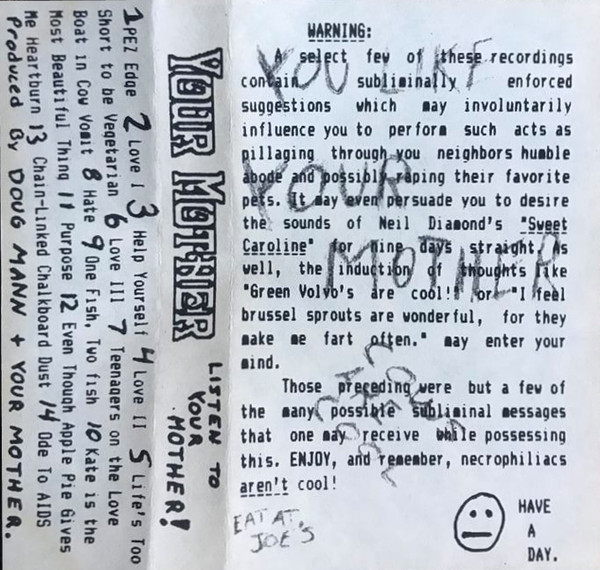 1 PEZ Edge 2 Love I 3 Help Yourself 4 Love II 5 Life's Too
Short to be Vegetarian 6 Love III 7 Teenagers on the Love
Boat in Cow Vomit 8 Hate 9 One Fish, Two fish 10 Kate is the
Most Beautiful Thing 11 Purpose 12 Even Though Apple Pie Gives
Me Heartburn 13 Chain-Linked Chalkboard Dust 14 Ode To AIDS
Produced By DOUG MANN + YOUR MOTHER.
YOUR MOTHER
LISTEN TO
YOUR
MOTHER!
WARNING:
A select few of these recordings
contain subliminally enforced
suggestions which may involuntarily
influence you to perform such acts as
pillaging through you neighbors humble
abode and possibly raping their favorite
pets. It may even persuade you to desire
the sounds of Neil Diamond's "Sweet
Caroline" for nine days straight. As
well, the induction of thoughts like
"Green Volvo's are cool!" or "I feel
brussel sprouts are wonderful, for they
make me fart often." may enter your
mind.
Those preceding were but a few of
the many possible subliminal messages
that one may receive while possessing
this. ENJOY, and remember, necrophiliacs
aren't cool!
YOU LIKE
YOUR
MOTHER
COWS
ARE
COOL
EAT AT
JOE'S
HAVE
A
DAY.